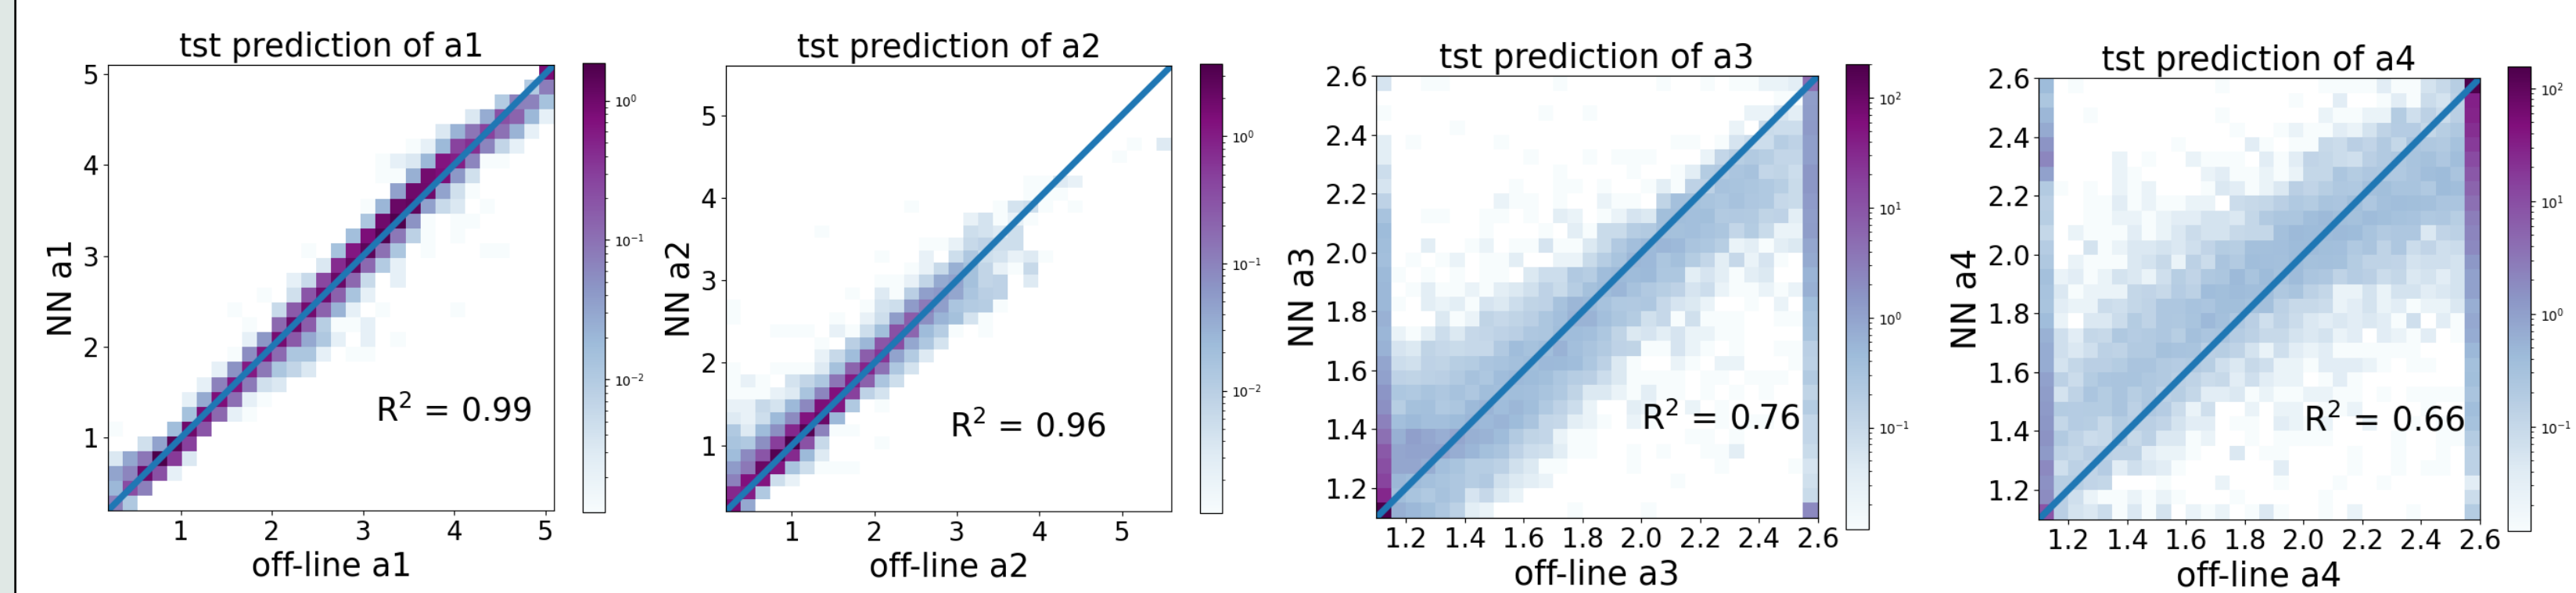 tst prediction of a1
5
4
3
2
1
NN a1
R² = 0.99
1 2 3 4 5
off-line a1
10⁰
10⁻¹
10⁻²
tst prediction of a2
5
4
3
2
1
NN a2
R² = 0.96
1 2 3 4 5
off-line a2
10⁰
10⁻¹
10⁻²
tst prediction of a3
2.6
2.4
2.2
2.0
1.8
1.6
1.4
1.2
NN a3
R² = 0.76
1.2 1.4 1.6 1.8 2.0 2.2 2.4 2.6
off-line a3
10²
10¹
10⁰
10⁻¹
tst prediction of a4
2.6
2.4
2.2
2.0
1.8
1.6
1.4
1.2
NN a4
R² = 0.66
1.2 1.4 1.6 1.8 2.0 2.2 2.4 2.6
off-line a4
10²
10¹
10⁰
10⁻¹